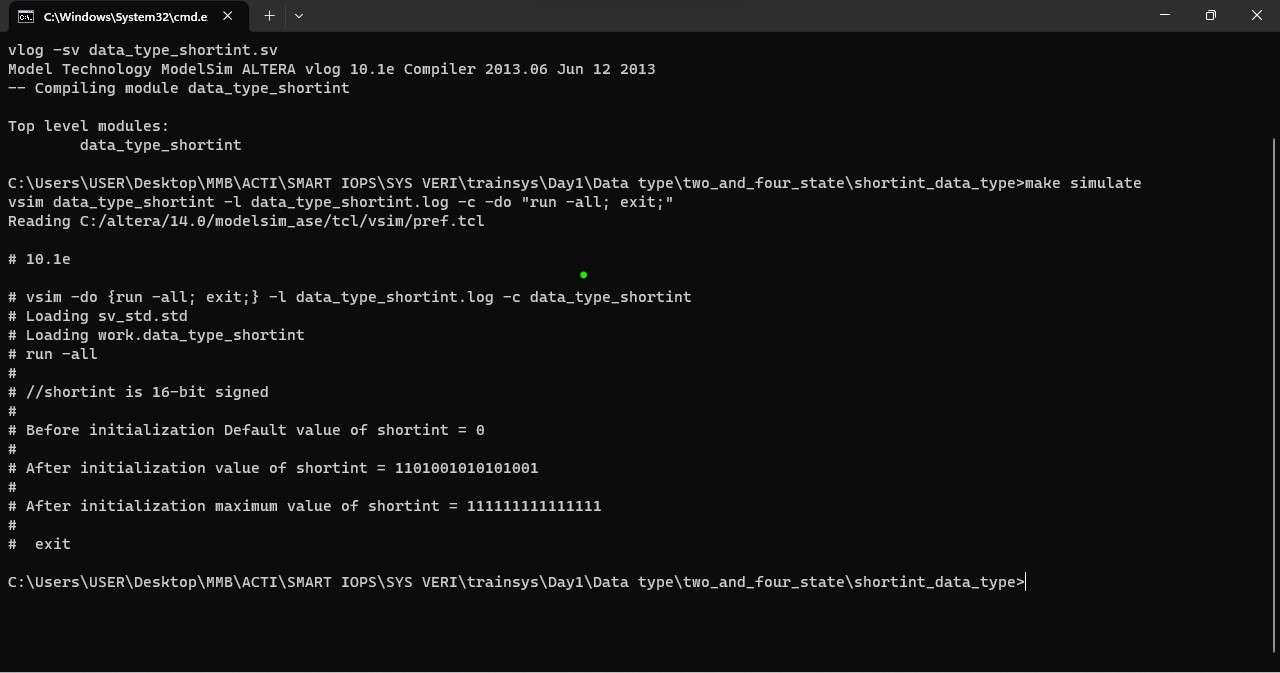 C:\Windows\System32\cmd.e
vlog -sv data_type_shortint.sv
Model Technology ModelSim ALTERA vlog 10.1e Compiler 2013.06 Jun 12 2013
-- Compiling module data_type_shortint
Top level modules:
data_type_shortint
C:\Users\USER\Desktop\MMB\ACTI\SMART IOPS\SYS VERI\trainsys\Day1\Data type\two_and_four_state\shortint_data_type>make simulate
vsim data_type_shortint -l data_type_shortint.log -c -do "run -all; exit;"
Reading C:/altera/14.0/modelsim_ase/tcl/vsim/pref.tcl
# 10.1e
# vsim -do {run -all; exit;} -l data_type_shortint.log -c data_type_shortint
# Loading sv_std.std
# Loading work.data_type_shortint
# run -all
#
# //shortint is 16-bit signed
#
# Before initialization Default value of shortint = 0
#
# After initialization value of shortint = 1101001010101001
#
# After initialization maximum value of shortint = 111111111111111
#
#  exit
C:\Users\USER\Desktop\MMB\ACTI\SMART IOPS\SYS VERI\trainsys\Day1\Data type\two_and_four_state\shortint_data_type>